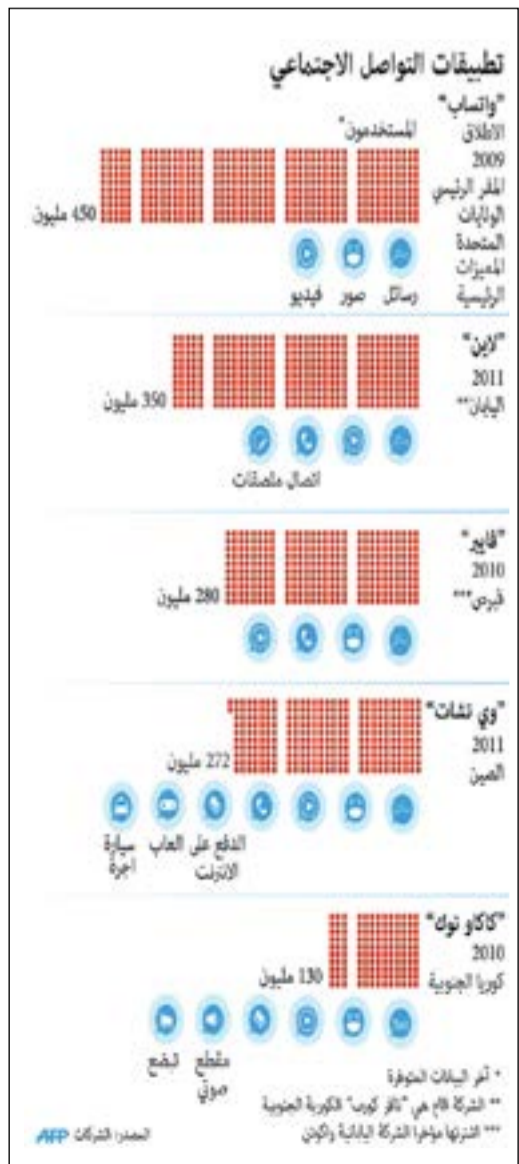 تطبيقات التواصل الاجتماعي
"واتساب"
الاطلاق
2009
المقر الرئيسي
الولايات
المتحدة
المميزات
الرئيسية
المستخدمون*
450 مليون
رسائل صور فيديو
"لاين"
2011
اليابان**
350 مليون
اتصال ملصقات
"فايبر"
2010
قبرص***
280 مليون
"وي تشات"
2011
الصين
272 مليون
الدفع على الانترنت
العاب
سيارة اجرة
"كاكاو توك"
2010
كوريا الجنوبية
130 مليون
مقطع صوتي
تبضع
* آخر البيانات المتوفرة
** الشركة الام هي "نافر كورب" الكورية الجنوبية
*** اشترتها مؤخرا الشركة اليابانية راكوتن
المصدر: الشركات AFP